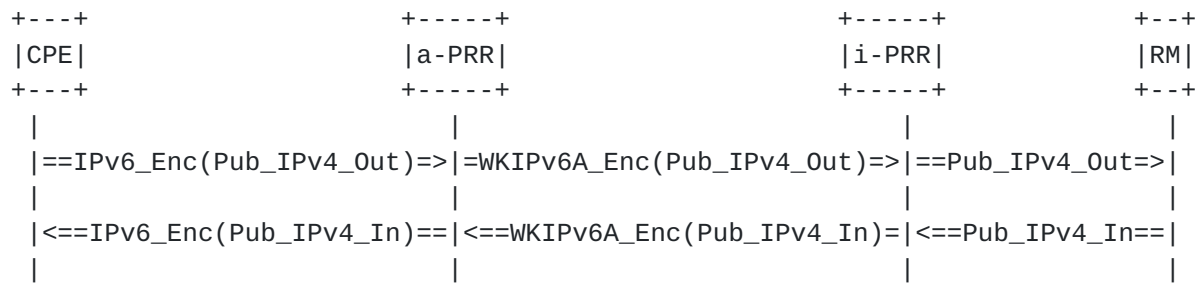 +---+ +-----+ +-----+ +--+
|CPE| |a-PRR| |i-PRR| |RM|
+---+ +-----+ +-----+ +--+
| | | |
|==IPv6_Enc(Pub_IPv4_Out)=>|=WKIPv6A_Enc(Pub_IPv4_Out)=>|==Pub_IPv4_Out=>|
| | | |
|<==IPv6_Enc(Pub_IPv4_In)==|<==WKIPv6A_Enc(Pub_IPv4_In)=|<==Pub_IPv4_In==|
| | | |